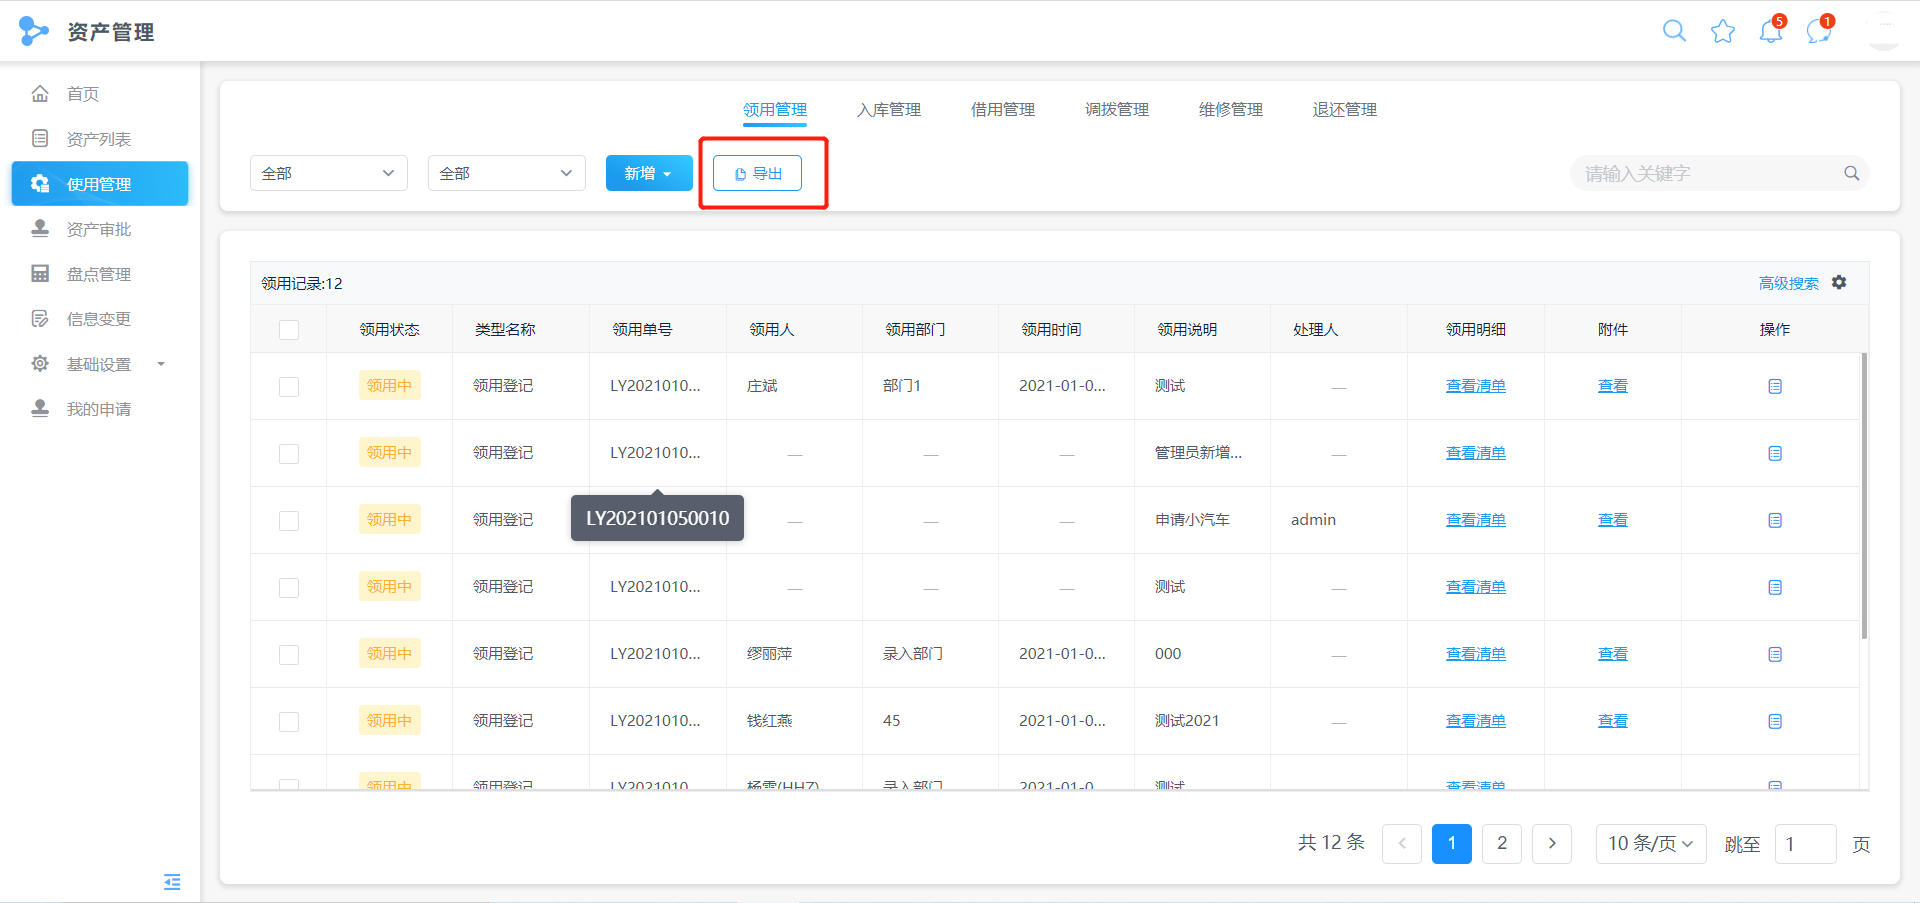 资产管理
5
1
首页
资产列表
使用管理
资产审批
盘点管理
信息变更
基础设置
我的申请
领用管理 入库管理 借用管理 调拨管理 维修管理 退还管理
全部 全部 新增 导出 请输入关键字
领用记录:12 高级搜索
领用状态 类型名称 领用单号 领用人 领用部门 领用时间 领用说明 处理人 领用明细 附件 操作
领用中 领用登记 LY2021010... 庄斌 部门1 2021-01-0... 测试 — 查看清单 查看
领用中 领用登记 LY2021010... — — — 管理员新增... — 查看清单
LY202101050010
领用中 领用登记 — — — 申请小汽车 admin 查看清单 查看
领用中 领用登记 LY2021010... — — — 测试 — 查看清单
领用中 领用登记 LY2021010... 缪丽萍 录入部门 2021-01-0... 000 — 查看清单 查看
领用中 领用登记 LY2021010... 钱红燕 45 2021-01-0... 测试2021 — 查看清单 查看
领用中 领用登记 LY2021010 (HHZ) 录入部门 2021-01-0 测试 查看清单
共 12 条 1 2 10 条/页 跳至 1 页